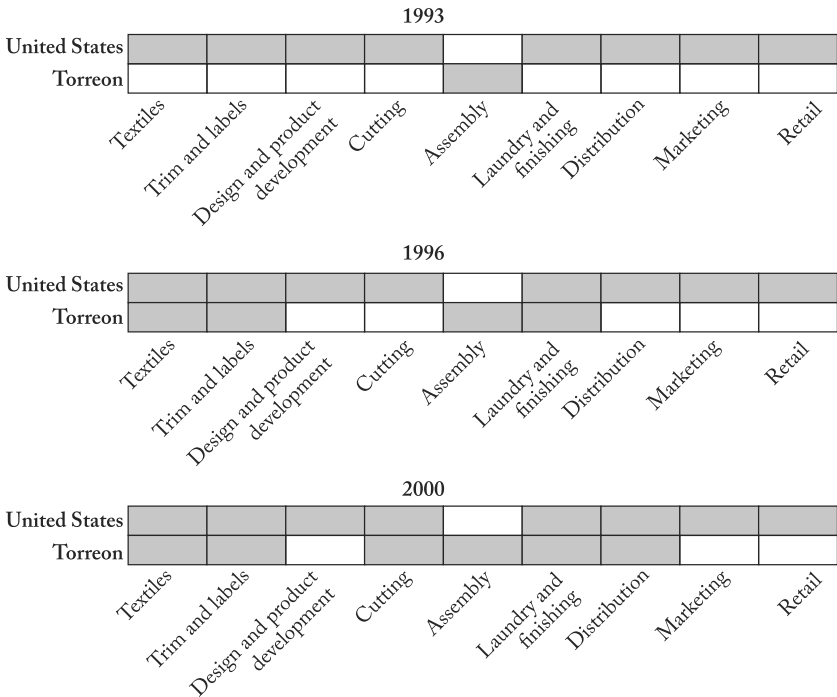 1993
United States
Torreon
Textiles
Trim and labels
Design and product
development
Cutting
Assembly
Laundry and
finishing
Distribution
Marketing
Retail
1996
United States
Torreon
Textiles
Trim and labels
Design and product
development
Cutting
Assembly
Laundry and
finishing
Distribution
Marketing
Retail
2000
United States
Torreon
Textiles
Trim and labels
Design and product
development
Cutting
Assembly
Laundry and
finishing
Distribution
Marketing
Retail